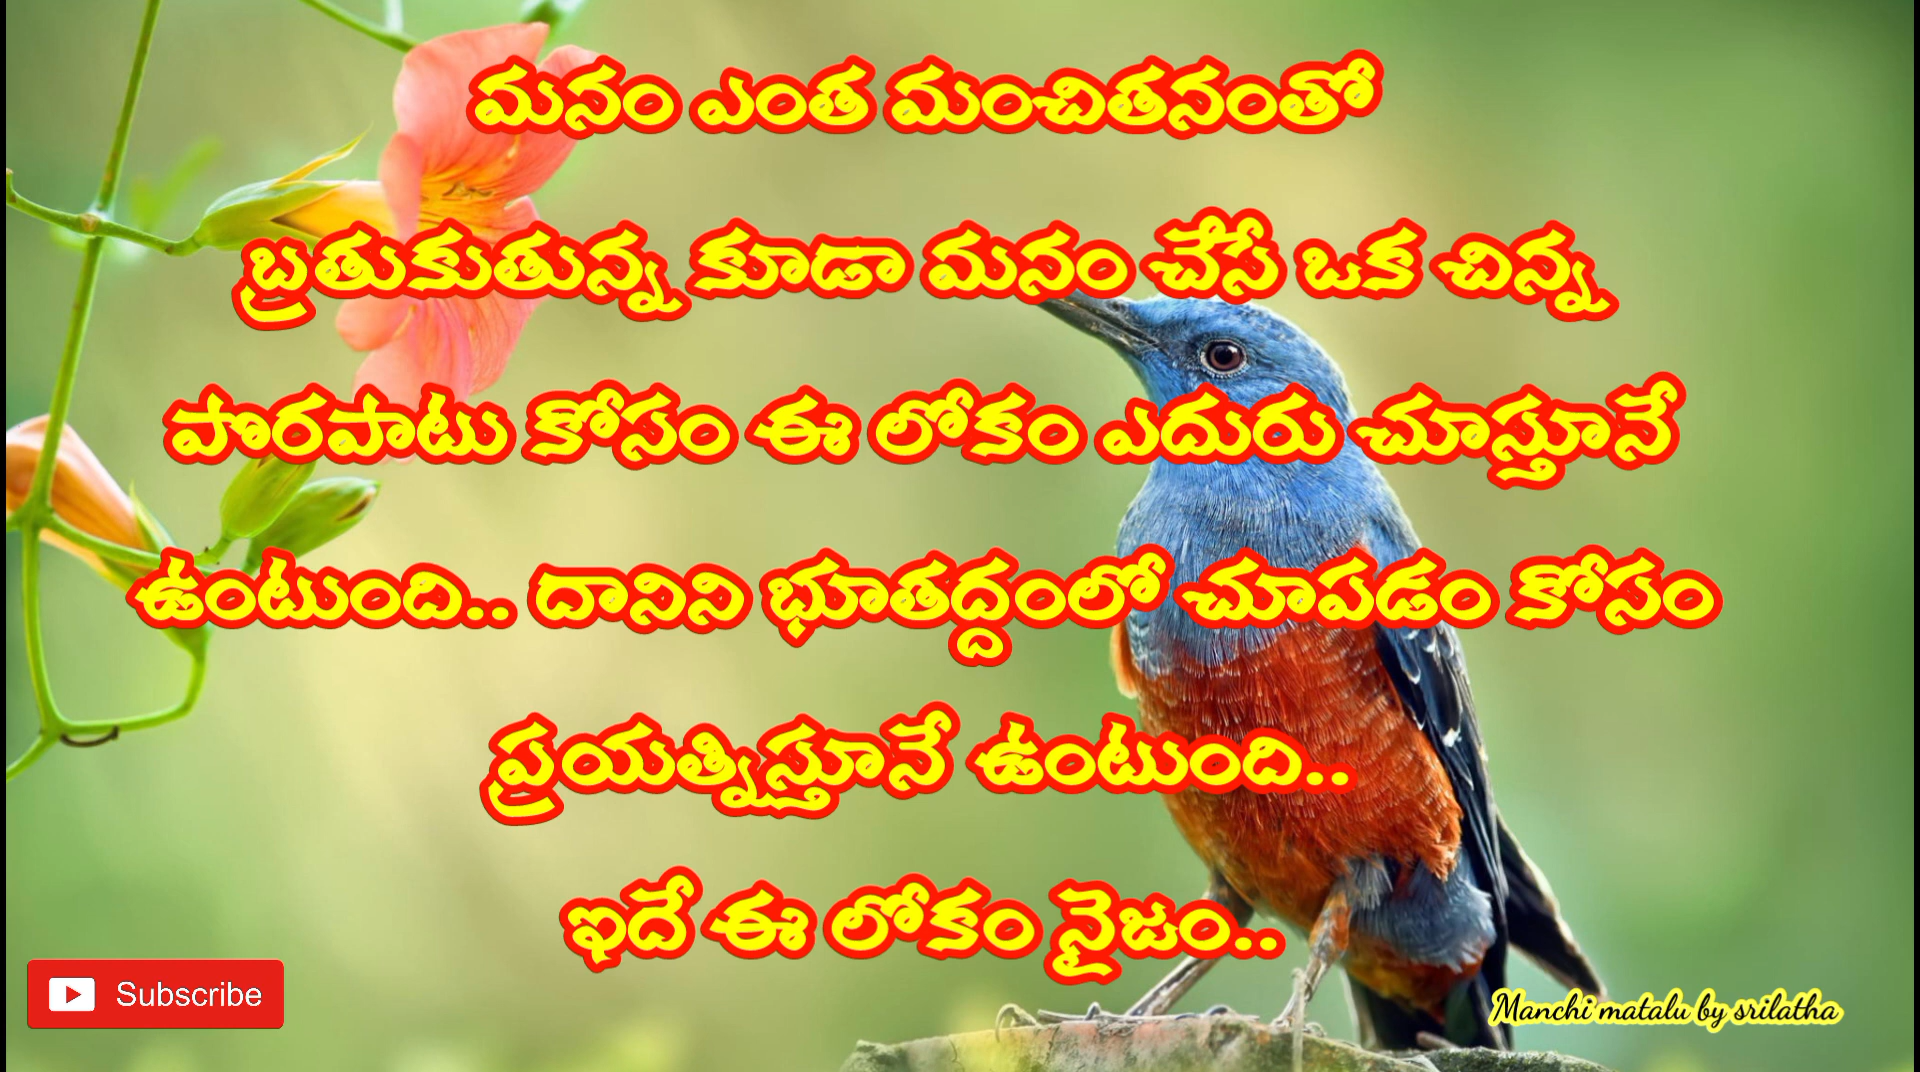 మనం ఎంత మంచితనంతో
బ్రతుకుతున్న కూడా మనం చేసే ఒక చిన్న
పొరపాటు కోసం ఈ లోకం ఎదురు చూస్తూనే
ఉంటుంది.. దానిని భూతద్దంలో చూపడం కోసం
ప్రయత్నిస్తూనే ఉంటుంది..
ఇదే ఈ లోకం నైజం..
Subscribe
Manchi matalu by srilatha